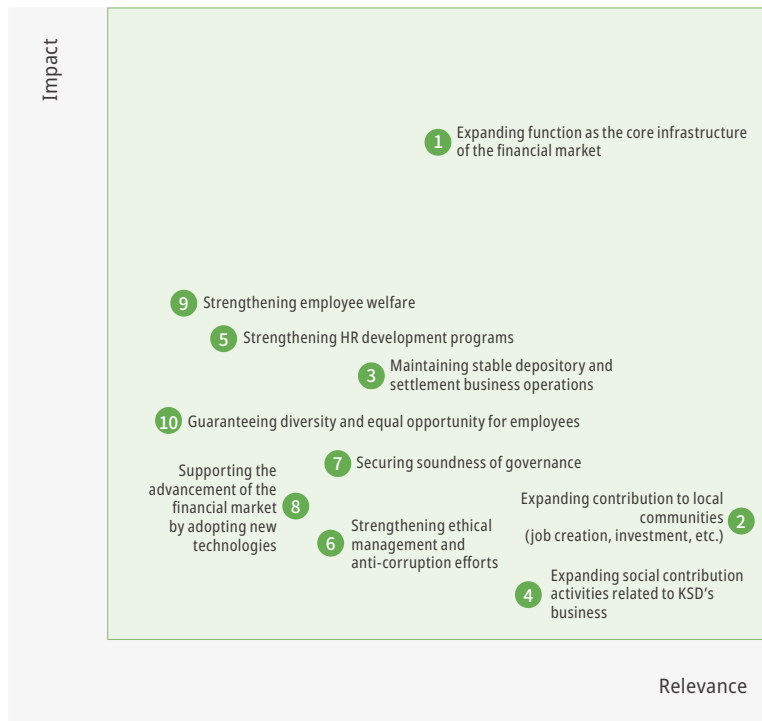 Impact
1
Expanding function as the core infrastructure
of the financial market
9
Strengthening employee welfare
5
Strengthening HR development programs
3
Maintaining stable depository and
settlement business operations
10
Guaranteeing diversity and equal opportunity for employees
7
Securing soundness of governance
Supporting the
advancement of the
financial market
by adopting new
technologies
8
Expanding contribution to local
communities
(job creation, investment, etc.)
2
6
Strengthening ethical
management and
anti-corruption efforts
4
Expanding social contribution
activities related to KSD's
business
Relevance